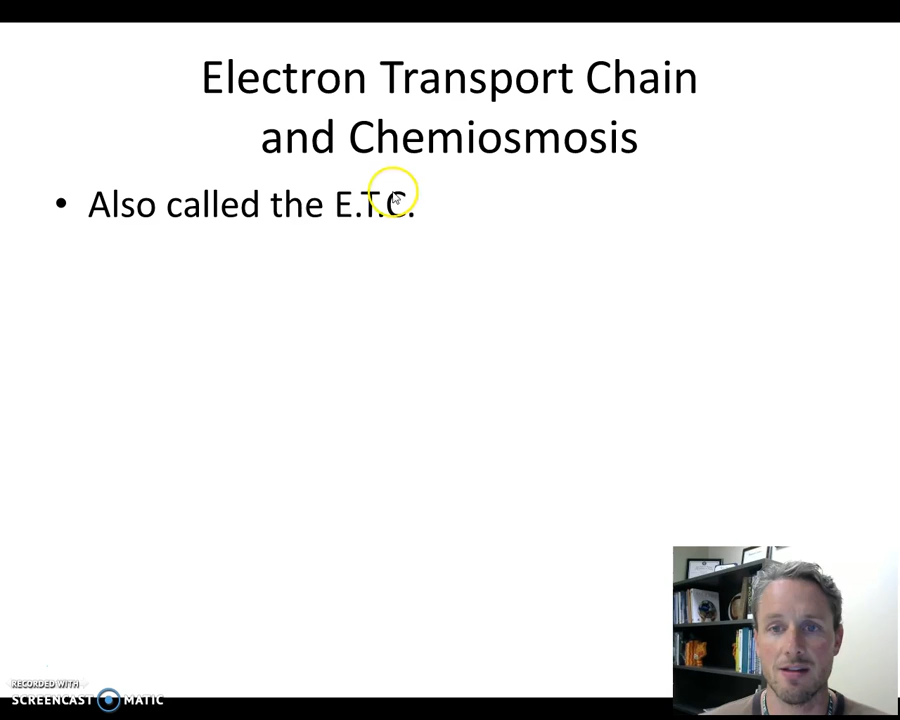 Electron Transport Chain
and Chemiosmosis
• Also called the E.T.C.
RECORDED WITH
SCREENCAST MATIC